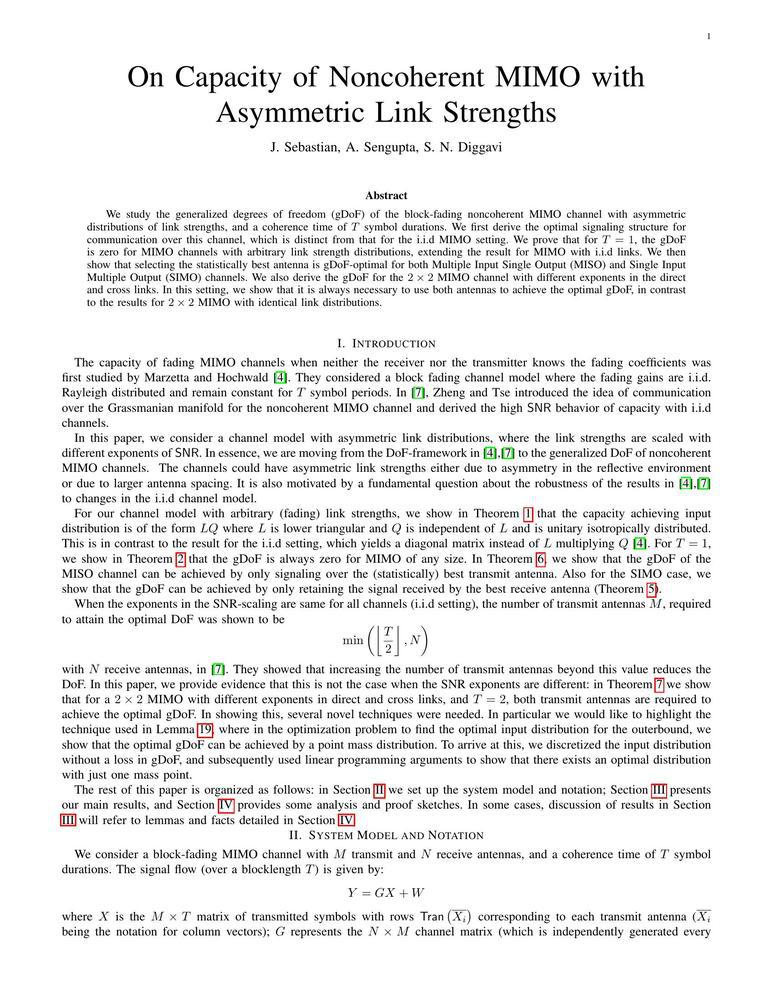 1
On Capacity of Noncoherent MIMO with
Asymmetric Link Strengths
J. Sebastian, A. Sengupta, S. N. Diggavi
Abstract
We study the generalized degrees of freedom (gDoF) of the block-fading noncoherent MIMO channel with asymmetric
distributions of link strengths, and a coherence time of T symbol durations. We first derive the optimal signaling structure for
communication over this channel, which is distinct from that for the i.i.d MIMO setting. We prove that for T = 1, the gDoF
is zero for MIMO channels with arbitrary link strength distributions, extending the result for MIMO with i.i.d links. We then
show that selecting the statistically best antenna is gDoF-optimal for both Multiple Input Single Output (MISO) and Single Input
Multiple Output (SIMO) channels. We also derive the gDoF for the 2 × 2 MIMO channel with different exponents in the direct
and cross links. In this setting, we show that it is always necessary to use both antennas to achieve the optimal gDoF, in contrast
to the results for 2 × 2 MIMO with identical link distributions.
I. INTRODUCTION
The capacity of fading MIMO channels when neither the receiver nor the transmitter knows the fading coefficients was
first studied by Marzetta and Hochwald [4]. They considered a block fading channel model where the fading gains are i.i.d.
Rayleigh distributed and remain constant for T symbol periods. In [7], Zheng and Tse introduced the idea of communication
over the Grassmanian manifold for the noncoherent MIMO channel and derived the high SNR behavior of capacity with i.i.d
channels.
In this paper, we consider a channel model with asymmetric link distributions, where the link strengths are scaled with
different exponents of SNR. In essence, we are moving from the DoF-framework in [4],[7] to the generalized DoF of noncoherent
MIMO channels. The channels could have asymmetric link strengths either due to asymmetry in the reflective environment
or due to larger antenna spacing. It is also motivated by a fundamental question about the robustness of the results in [4],[7]
to changes in the i.i.d channel model.
For our channel model with arbitrary (fading) link strengths, we show in Theorem 1 that the capacity achieving input
distribution is of the form LQ where L is lower triangular and Q is independent of L and is unitary isotropically distributed.
This is in contrast to the result for the i.i.d setting, which yields a diagonal matrix instead of L multiplying Q [4]. For T = 1,
we show in Theorem 2 that the gDoF is always zero for MIMO of any size. In Theorem 6, we show that the gDoF of the
MISO channel can be achieved by only signaling over the (statistically) best transmit antenna. Also for the SIMO case, we
show that the gDoF can be achieved by only retaining the signal received by the best receive antenna (Theorem 5).
When the exponents in the SNR-scaling are same for all channels (i.i.d setting), the number of transmit antennas M, required
to attain the optimal DoF was shown to be
min (⌊T/2⌋, N)
with N receive antennas, in [7]. They showed that increasing the number of transmit antennas beyond this value reduces the
DoF. In this paper, we provide evidence that this is not the case when the SNR exponents are different: in Theorem 7 we show
that for a 2 × 2 MIMO with different exponents in direct and cross links, and T = 2, both transmit antennas are required to
achieve the optimal gDoF. In showing this, several novel techniques were needed. In particular we would like to highlight the
technique used in Lemma 19, where in the optimization problem to find the optimal input distribution for the outerbound, we
show that the optimal gDoF can be achieved by a point mass distribution. To arrive at this, we discretized the input distribution
without a loss in gDoF, and subsequently used linear programming arguments to show that there exists an optimal distribution
with just one mass point.
The rest of this paper is organized as follows: in Section II we set up the system model and notation; Section III presents
our main results, and Section IV provides some analysis and proof sketches. In some cases, discussion of results in Section
III will refer to lemmas and facts detailed in Section IV.
II. SYSTEM MODEL AND NOTATION
We consider a block-fading MIMO channel with M transmit and N receive antennas, and a coherence time of T symbol
durations. The signal flow (over a blocklength T) is given by:
Y = GX + W
where X is the M × T matrix of transmitted symbols with rows Tran (X̅ᵢ) corresponding to each transmit antenna (X̅ᵢ
being the notation for column vectors); G represents the N × M channel matrix (which is independently generated every